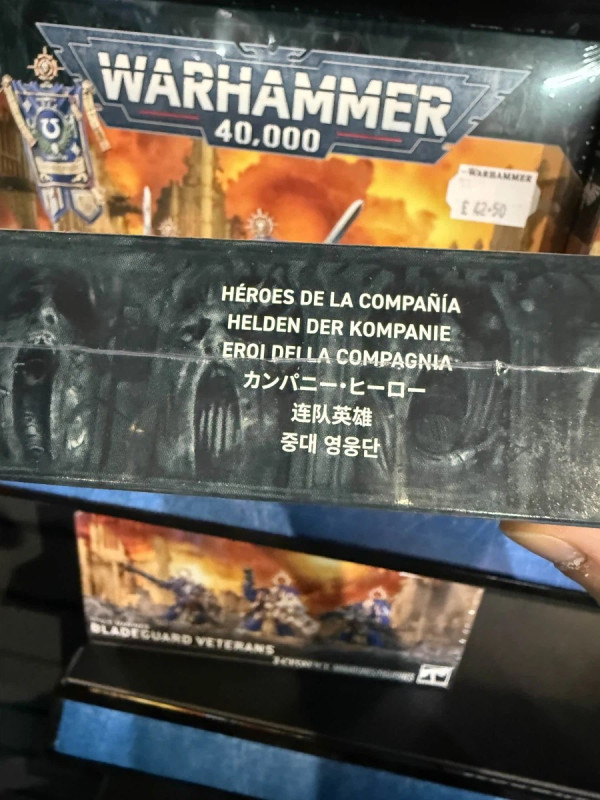 WARHAMMER
40,000
WARHAMMER
£ 42·50
HÉROES DE LA COMPAÑÍA
HELDEN DER KOMPANIE
EROI DELLA COMPAGNIA
カンパニー・ヒーロー
连队英雄
중대 영웅단
BLADEGUARD VETERANS